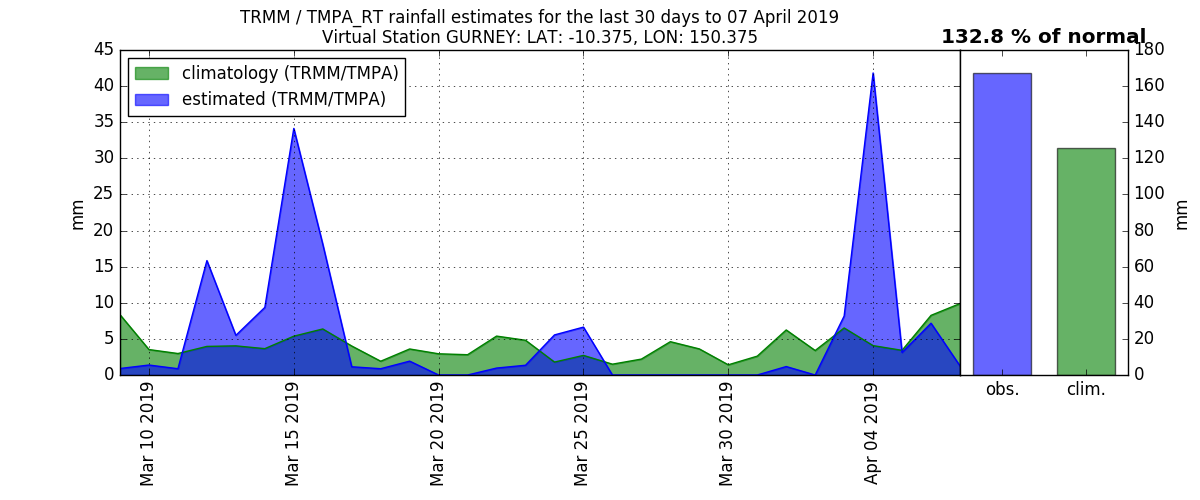 TRMM / TMPA_RT rainfall estimates for the last 30 days to 07 April 2019
Virtual Station GURNEY: LAT: -10.375, LON: 150.375
132.8 % of normal
climatology (TRMM/TMPA)
estimated (TRMM/TMPA)
mm
45
40
35
30
25
20
15
10
5
0
Mar 10 2019
Mar 15 2019
Mar 20 2019
Mar 25 2019
Mar 30 2019
Apr 04 2019
180
160
140
120
100
80
60
40
20
0
mm
obs.
clim.